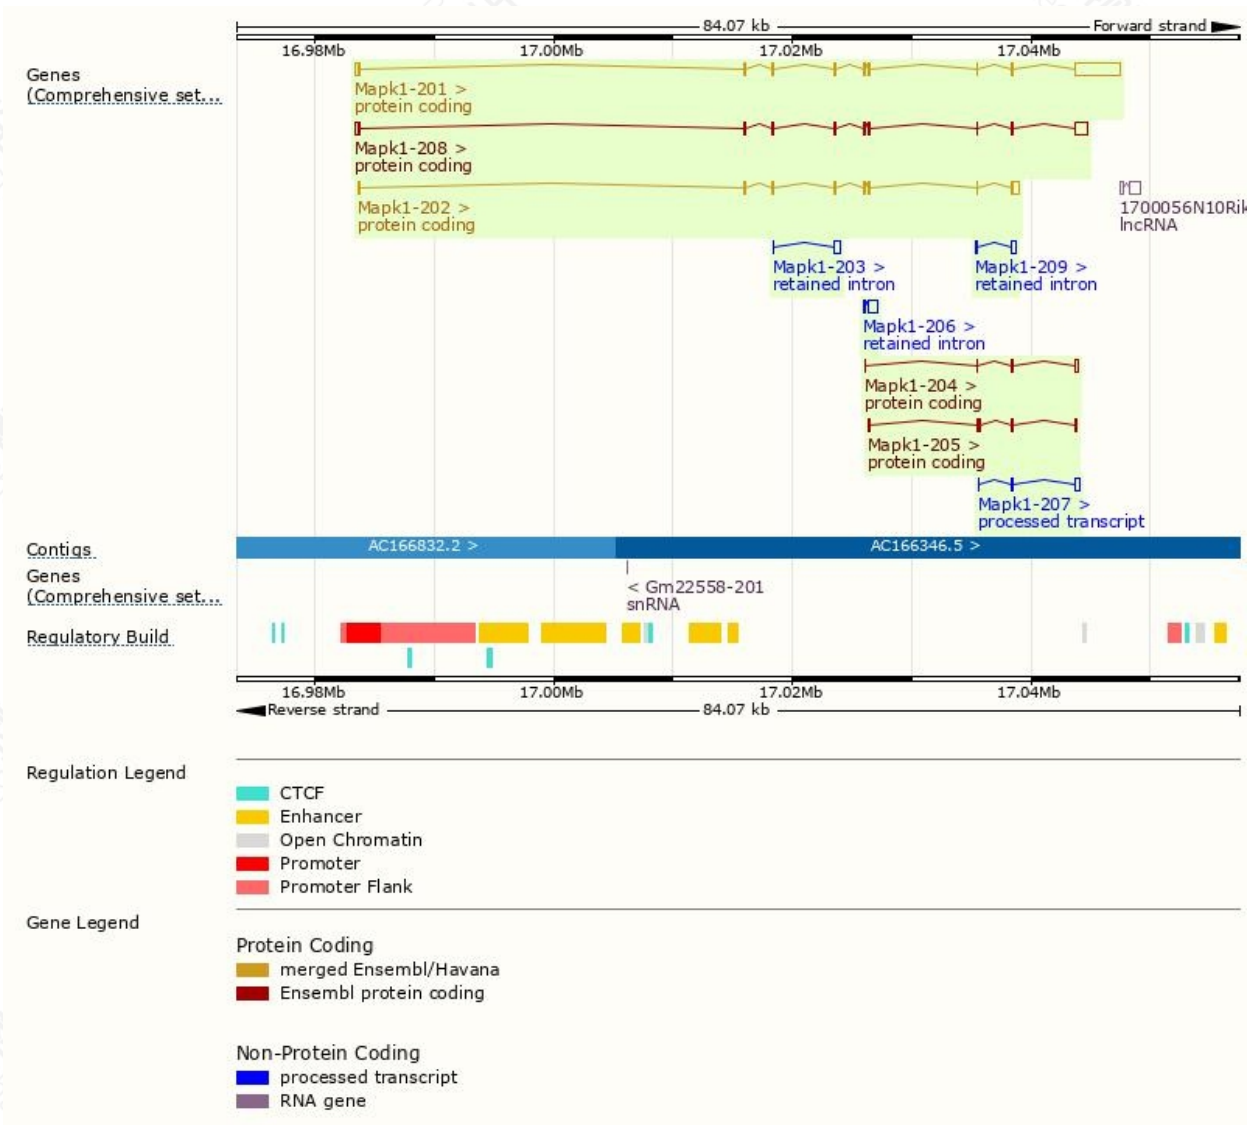 84.07 kb
Forward strand
16.98Mb 17.00Mb 17.02Mb 17.04Mb
Genes
(Comprehensive set...
Mapk1-201 >
protein coding
Mapk1-208 >
protein coding
Mapk1-202 >
protein coding
1700056N10Rik
lncRNA
Mapk1-203 >
retained intron
Mapk1-209 >
retained intron
Mapk1-206 >
retained intron
Mapk1-204 >
protein coding
Mapk1-205 >
protein coding
Mapk1-207 >
processed transcript
Contigs
AC166832.2 >
AC166346.5 >
Genes
(Comprehensive set...
< Gm22558-201
snRNA
Regulatory Build
16.98Mb 17.00Mb 17.02Mb 17.04Mb
Reverse strand
84.07 kb
Regulation Legend
CTCF
Enhancer
Open Chromatin
Promoter
Promoter Flank
Gene Legend
Protein Coding
merged Ensembl/Havana
Ensembl protein coding
Non-Protein Coding
processed transcript
RNA gene